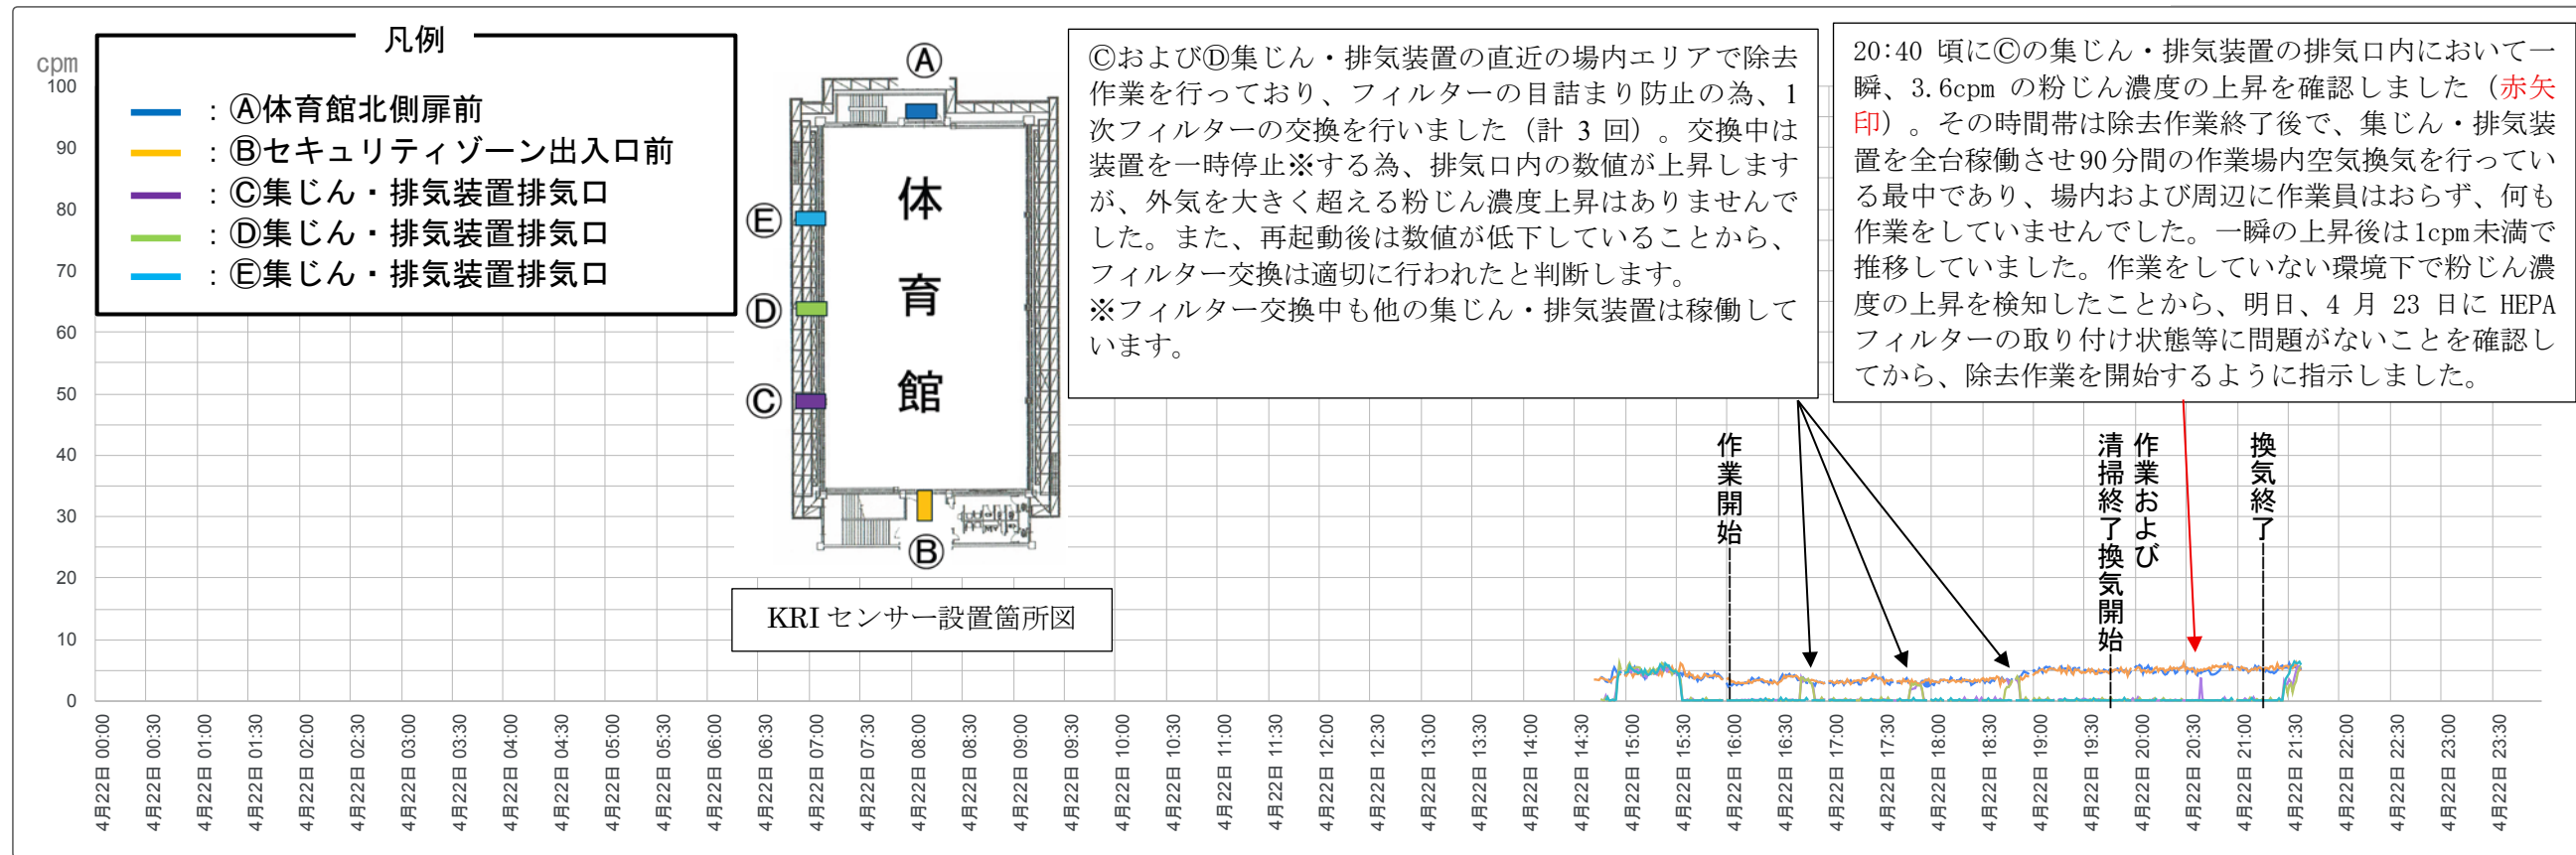 凡例
：Ⓐ体育館北側扉前
：Ⓑセキュリティゾーン出入口前
：Ⓒ集じん・排気装置排気口
：Ⓓ集じん・排気装置排気口
：Ⓔ集じん・排気装置排気口
cpm
100
90
80
70
60
50
40
30
20
10
0
Ⓐ
Ⓔ
Ⓓ
Ⓒ
Ⓑ
体育館
KRIセンサー設置箇所図
ⒸおよびⒹ集じん・排気装置の直近の場内エリアで除去
作業を行っており、フィルターの目詰まり防止の為、1
次フィルターの交換を行いました（計 3 回）。交換中は
装置を一時停止※する為、排気口内の数値が上昇します
が、外気を大きく超える粉じん濃度上昇はありませんで
した。また、再起動後は数値が低下していることから、
フィルター交換は適切に行われたと判断します。
※フィルター交換中も他の集じん・排気装置は稼働して
います。
20:40 頃にⒸの集じん・排気装置の排気口内において一
瞬、3.6cpm の粉じん濃度の上昇を確認しました（赤矢
印）。その時間帯は除去作業終了後で、集じん・排気装
置を全台稼働させ90分間の作業場内空気換気を行ってい
る最中であり、場内および周辺に作業員はおらず、何も
作業をしていませんでした。一瞬の上昇後は1cpm未満で
推移していました。作業をしていない環境下で粉じん濃
度の上昇を検知したことから、明日、4 月 23 日に HEPA
フィルターの取り付け状態等に問題がないことを確認し
てから、除去作業を開始するように指示しました。
作業開始
作業および
清掃終了換気開始
換気終了
4月22日 00:00
4月22日 00:30
4月22日 01:00
4月22日 01:30
4月22日 02:00
4月22日 02:30
4月22日 03:00
4月22日 03:30
4月22日 04:00
4月22日 04:30
4月22日 05:00
4月22日 05:30
4月22日 06:00
4月22日 06:30
4月22日 07:00
4月22日 07:30
4月22日 08:00
4月22日 08:30
4月22日 09:00
4月22日 09:30
4月22日 10:00
4月22日 10:30
4月22日 11:00
4月22日 11:30
4月22日 12:00
4月22日 12:30
4月22日 13:00
4月22日 13:30
4月22日 14:00
4月22日 14:30
4月22日 15:00
4月22日 15:30
4月22日 16:00
4月22日 16:30
4月22日 17:00
4月22日 17:30
4月22日 18:00
4月22日 18:30
4月22日 19:00
4月22日 19:30
4月22日 20:00
4月22日 20:30
4月22日 21:00
4月22日 21:30
4月22日 22:00
4月22日 22:30
4月22日 23:00
4月22日 23:30